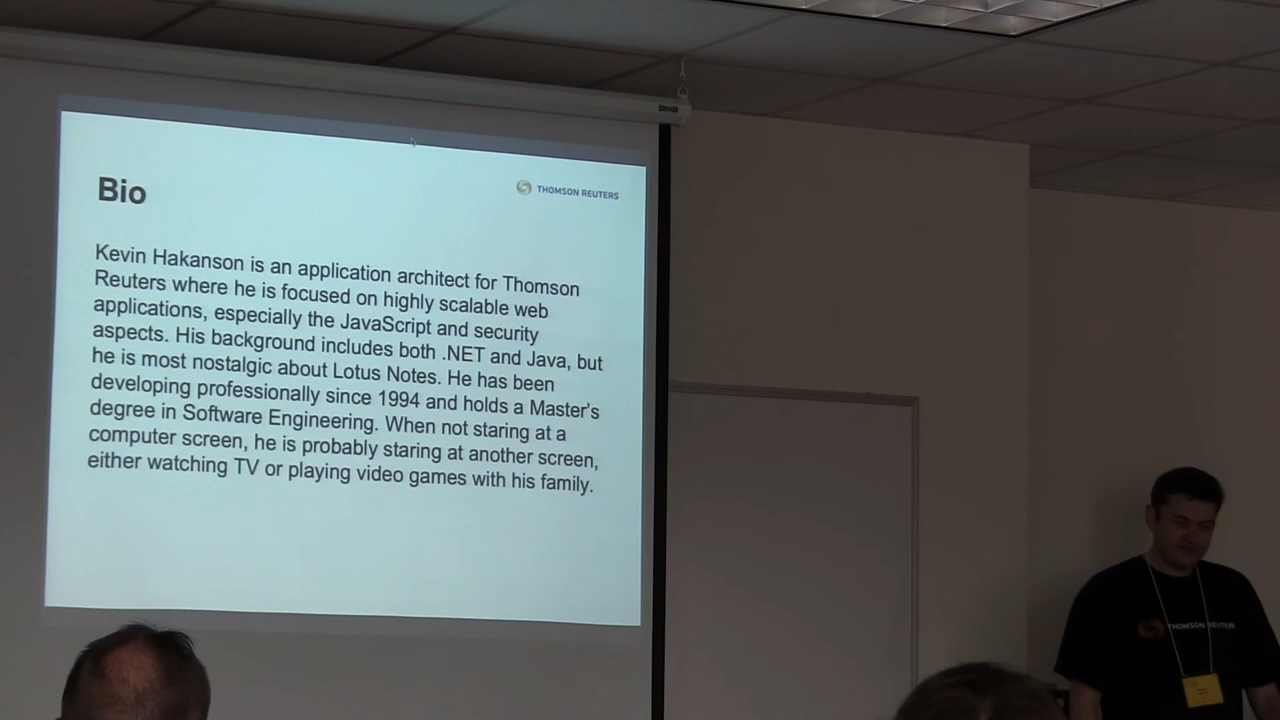 Bio
THOMSON REUTERS
Kevin Hakanson is an application architect for Thomson
Reuters where he is focused on highly scalable web
applications, especially the JavaScript and security
aspects. His background includes both .NET and Java, but
he is most nostalgic about Lotus Notes. He has been
developing professionally since 1994 and holds a Master's
degree in Software Engineering. When not staring at a
computer screen, he is probably staring at another screen,
either watching TV or playing video games with his family.
THOMSON REUTERS